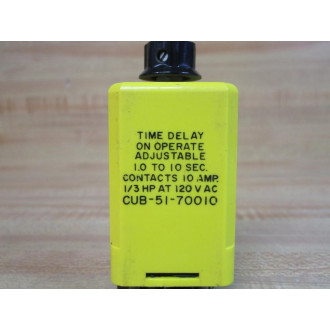 TIME DELAY
ON OPERATE
ADJUSTABLE
1.0 TO 10 SEC.
CONTACTS 10 AMP.
1/3 HP AT 120 V AC
CUB-51-70010